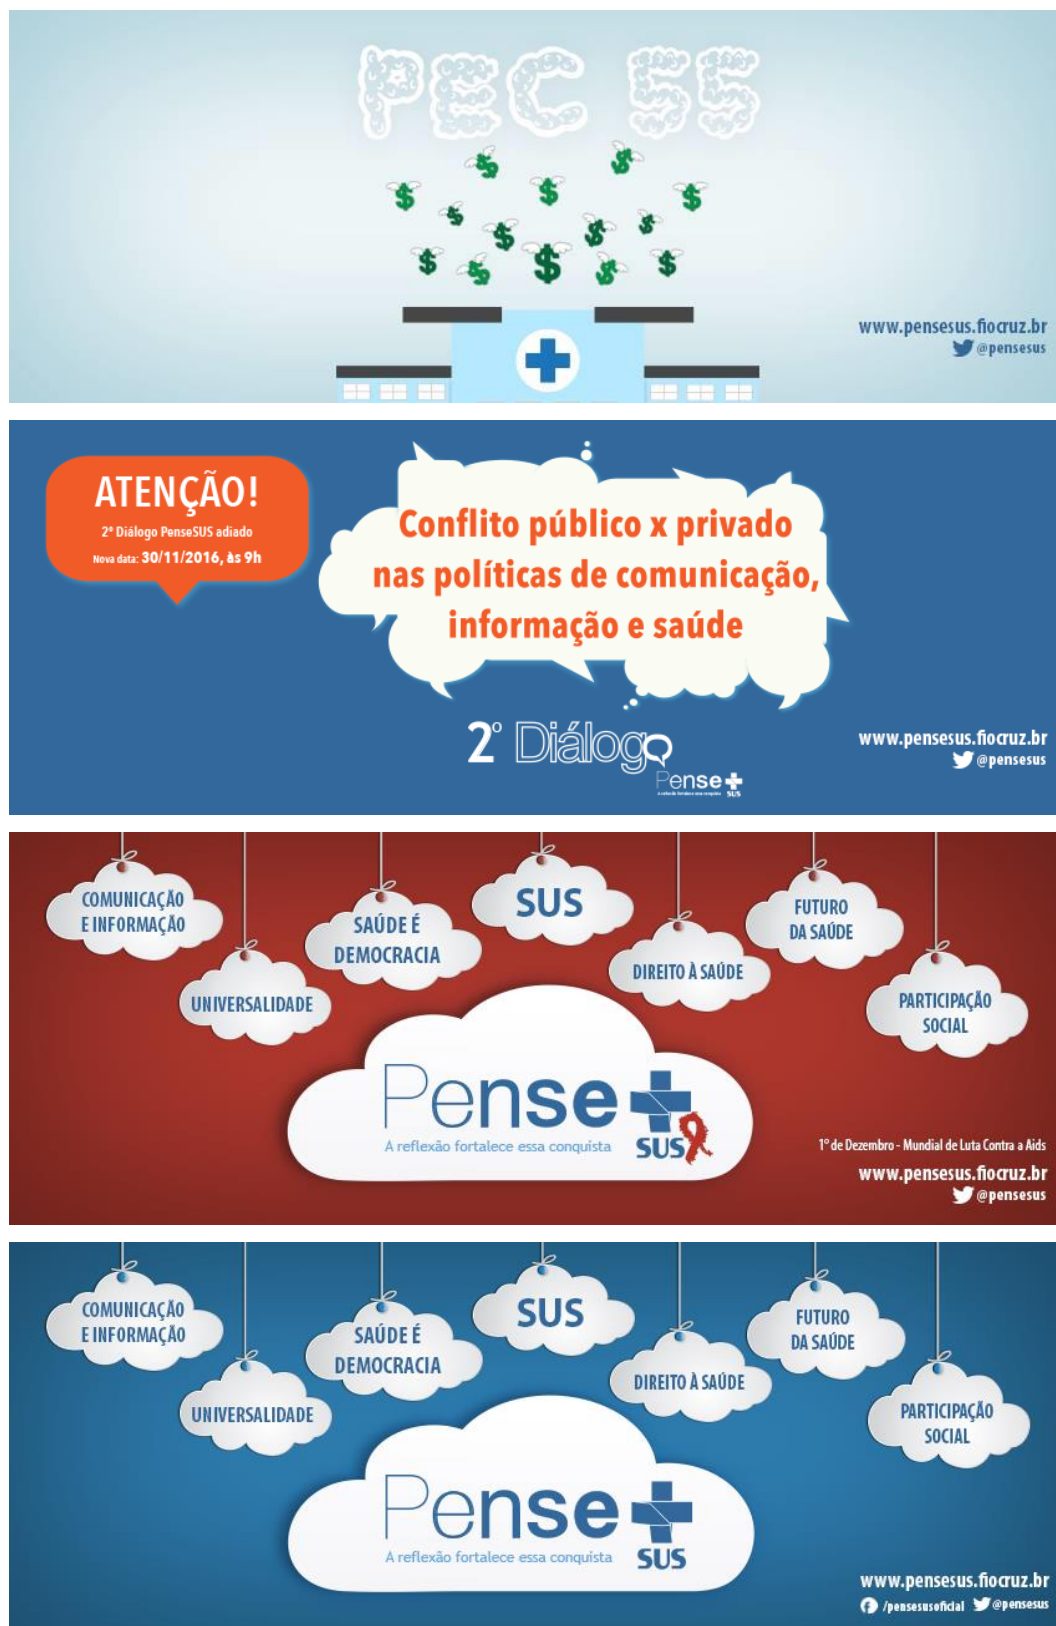 PEC 55
www.pensesus.fiocruz.br
@pensesus
ATENÇÃO!
2º Diálogo PenseSUS adiado
Nova data: 30/11/2016, às 9h
Conflito público x privado
nas políticas de comunicação,
informação e saúde
2º Diálogo
Pense
A reflexão fortalece essa conquista
SUS
www.pensesus.fiocruz.br
@pensesus
COMUNICAÇÃO
E INFORMAÇÃO
UNIVERSALIDADE
SAÚDE É
DEMOCRACIA
SUS
DIREITO À SAÚDE
FUTURO
DA SAÚDE
PARTICIPAÇÃO
SOCIAL
Pense
A reflexão fortalece essa conquista
SUS
1º de Dezembro - Mundial de Luta Contra a Aids
www.pensesus.fiocruz.br
@pensesus
COMUNICAÇÃO
E INFORMAÇÃO
UNIVERSALIDADE
SAÚDE É
DEMOCRACIA
SUS
DIREITO À SAÚDE
FUTURO
DA SAÚDE
PARTICIPAÇÃO
SOCIAL
Pense
A reflexão fortalece essa conquista
SUS
www.pensesus.fiocruz.br
/pensesusoficial @pensesus